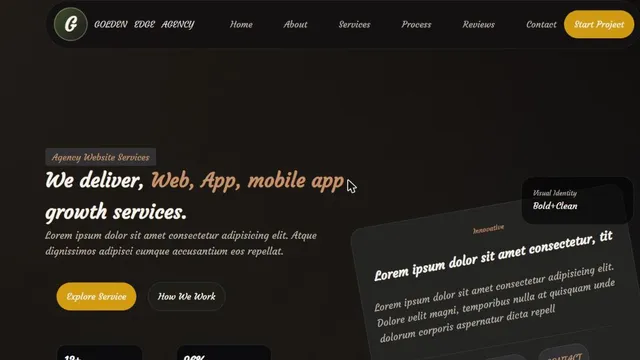 G GOLDEN EDGE AGENCY Home About Services Process Reviews Contact Start Project
Agency Website Services
We deliver, Web, App, mobile app
growth services.
Lorem ipsum dolor sit amet consectetur adipisicing elit. Atque
dignissimos adipisci cumque accusantium eos repellat.
Explore Service How We Work
Visual Identity
Bold+Clean
Innovative
Lorem ipsum dolor sit amet consectetur, tit
Lorem ipsum dolor sit amet consectetur adipisicing elit.
Dolore velit magni, temporibus nulla at quisquam unde
dolorum corporis aspernatur dicta repell